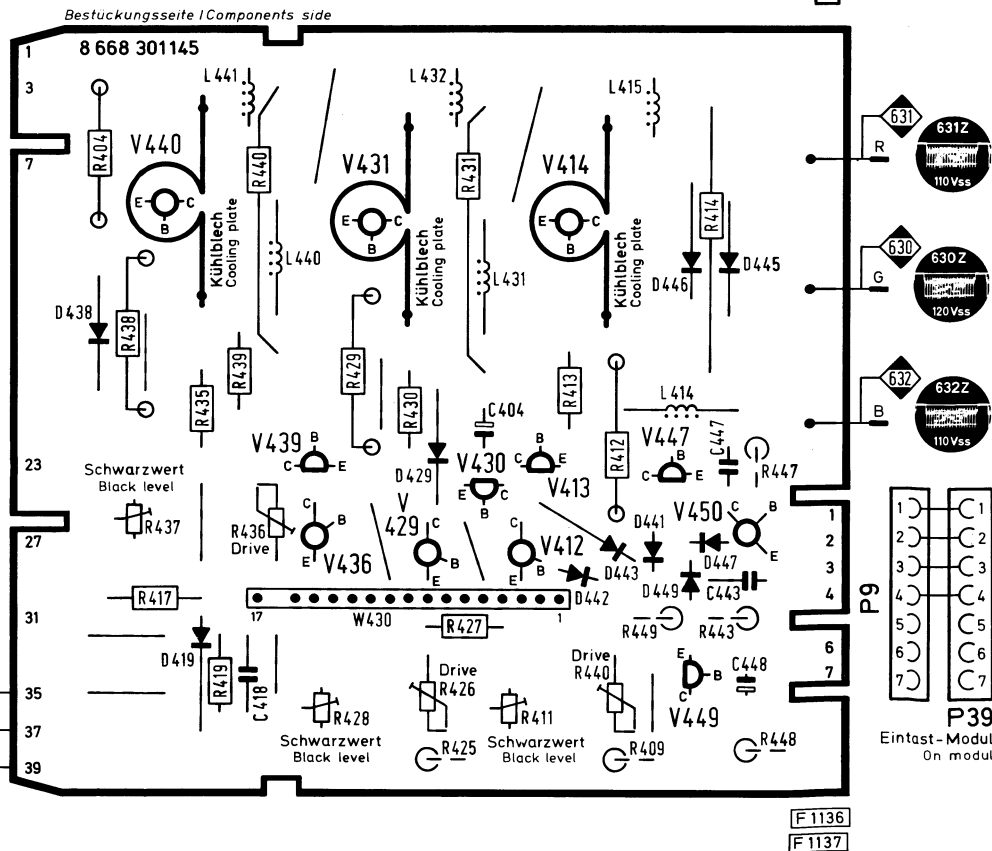 Bestückungsseite / Components side
8 668 301145
1
3
7
23
27
31
35
37
39
L441
L432
L415
R404
V440
R440
V431
R431
V414
R414
E C B
E C B
E C B
Kühlblech
Cooling plate
Kühlblech
Cooling plate
Kühlblech
Cooling plate
L440
L431
D446
D445
D438
R438
R439
R435
R429
R430
C404
R413
R412
L414
V447
C447
R447
V439
B
C E
D429
V430
E C
B
B
C E
V413
B
C E
Schwarzwert
Black level
R437
R436
Drive
C
B
E
V436
V
429
C
B
E
C
B
E
V412
D443
D442
D441
V450
C B
E
D447
D449
C443
1
2
3
4
6
7
R417
17
W430
1
R427
R449
R443
D419
R419
C418
R428
Schwarzwert
Black level
Drive
R426
R425
R411
Schwarzwert
Black level
Drive
R440
R409
E
B
C
V449
C448
R448
631
R
631Z
110Vss
630
G
630Z
120Vss
632
B
632Z
110Vss
P9
1 1
2 2
3 3
4 4
5 5
6 6
7 7
P39
Eintast-Modul
On modul
F 1136
F 1137